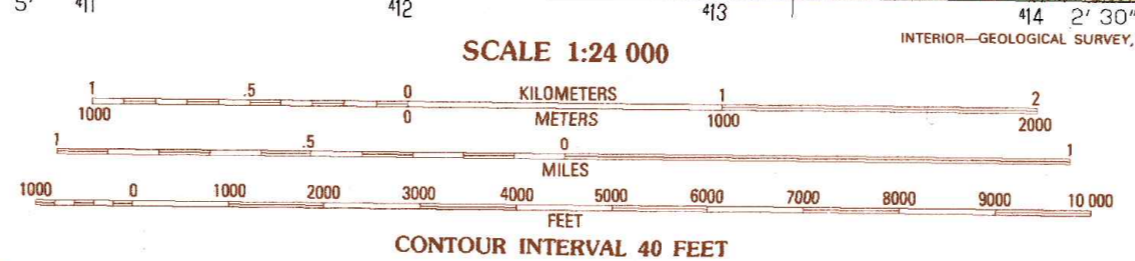 5' 411 412 413 414 2' 30"
INTERIOR—GEOLOGICAL SURVEY,
SCALE 1:24 000
1 .5 0 KILOMETERS 1 2
1000 0 METERS 1000 2000
1 .5 0 1
MILES
1000 0 1000 2000 3000 4000 5000 6000 7000 8000 9000 10 000
FEET
CONTOUR INTERVAL 40 FEET